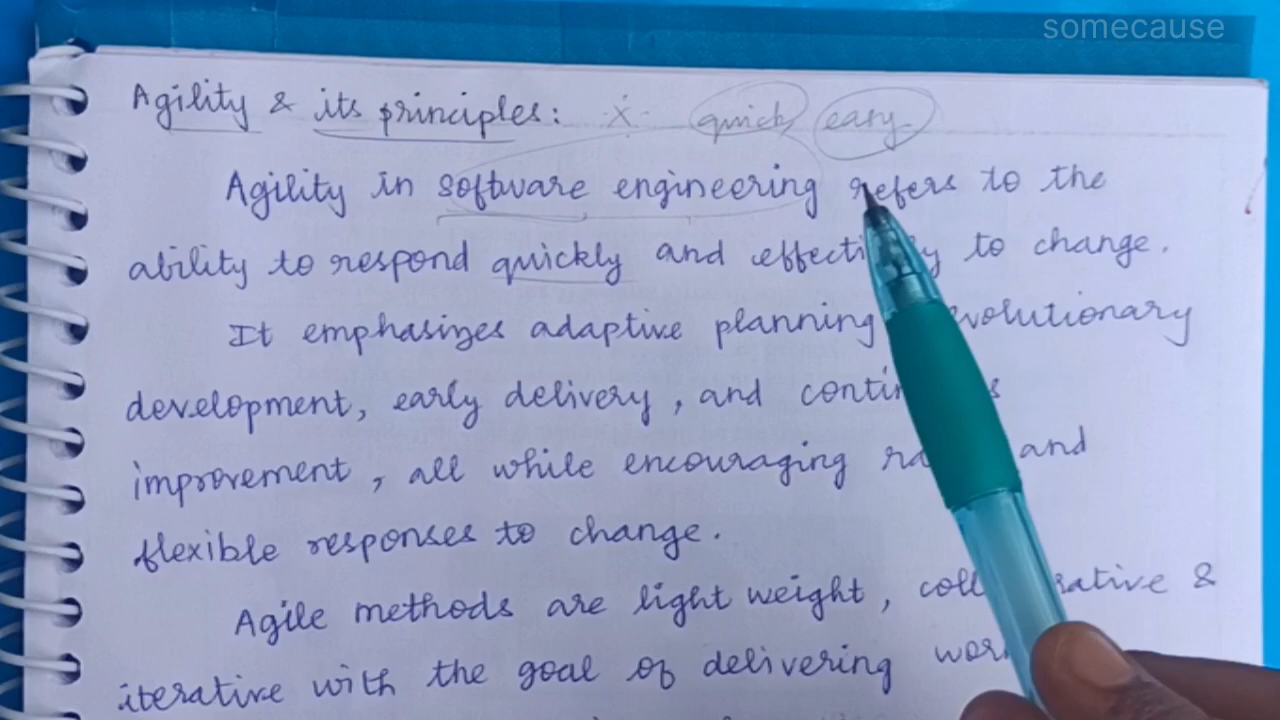 somecause
Agility & its principles: quick easy
Agility in software engineering refers to the
ability to respond quickly and to change.
It emphasizes adaptive planning evolutionary
development, early delivery, and
improvement, all while encouraging and
flexible responses to change.
Agile methods are light weight, &
iterative with the goal of delivering